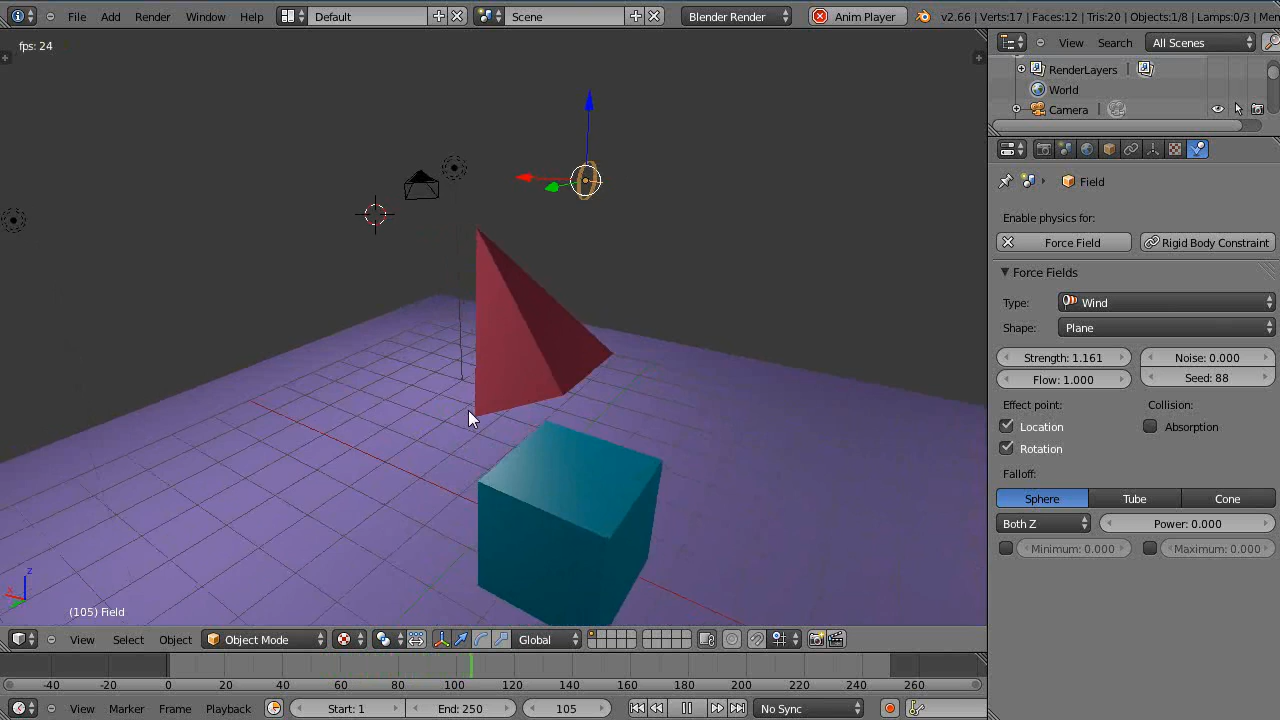 File Add Render Window Help Default Scene Blender Render Anim Player v2.66 | Verts:17 | Faces:12 | Tris:20 | Objects:1/8 | Lamps:0/3 |
fps: 24
View Search All Scenes
RenderLayers
World
Camera
Field
Enable physics for:
Force Field Rigid Body Constraint
Force Fields
Type: Wind
Shape: Plane
Strength: 1.161 Noise: 0.000
Flow: 1.000 Seed: 88
Effect point: Collision:
Location Absorption
Rotation
Falloff:
Sphere Tube Cone
Both Z Power: 0.000
Minimum: 0.000 Maximum: 0.000
z
x
(105) Field
View Select Object Object Mode Global
-40 -20 0 20 40 60 80 100 120 140 160 180 200 220 240 260
View Marker Frame Playback Start: 1 End: 250 105 No Sync